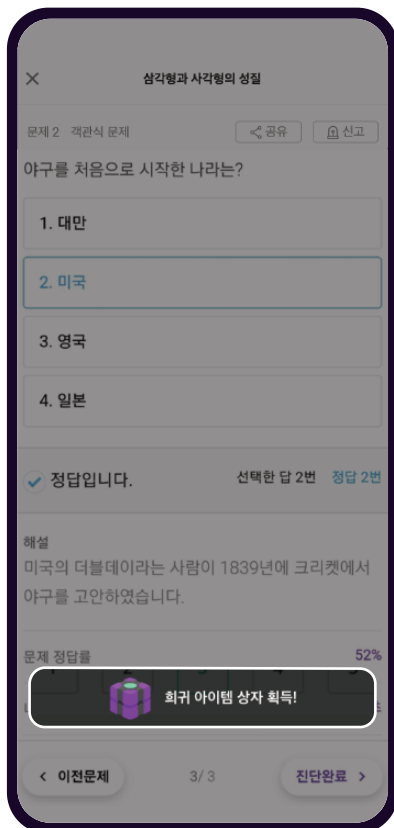 삼각형과 사각형의 성질
문제 2 객관식 문제
공유
신고
야구를 처음으로 시작한 나라는?
1. 대만
2. 미국
3. 영국
4. 일본
정답입니다.
선택한 답 2번 정답 2번
해설
미국의 더블데이라는 사람이 1839년에 크리켓에서
야구를 고안하였습니다.
문제 정답률
52%
희귀 아이템 상자 획득!
< 이전문제
3/ 3
진단완료 >